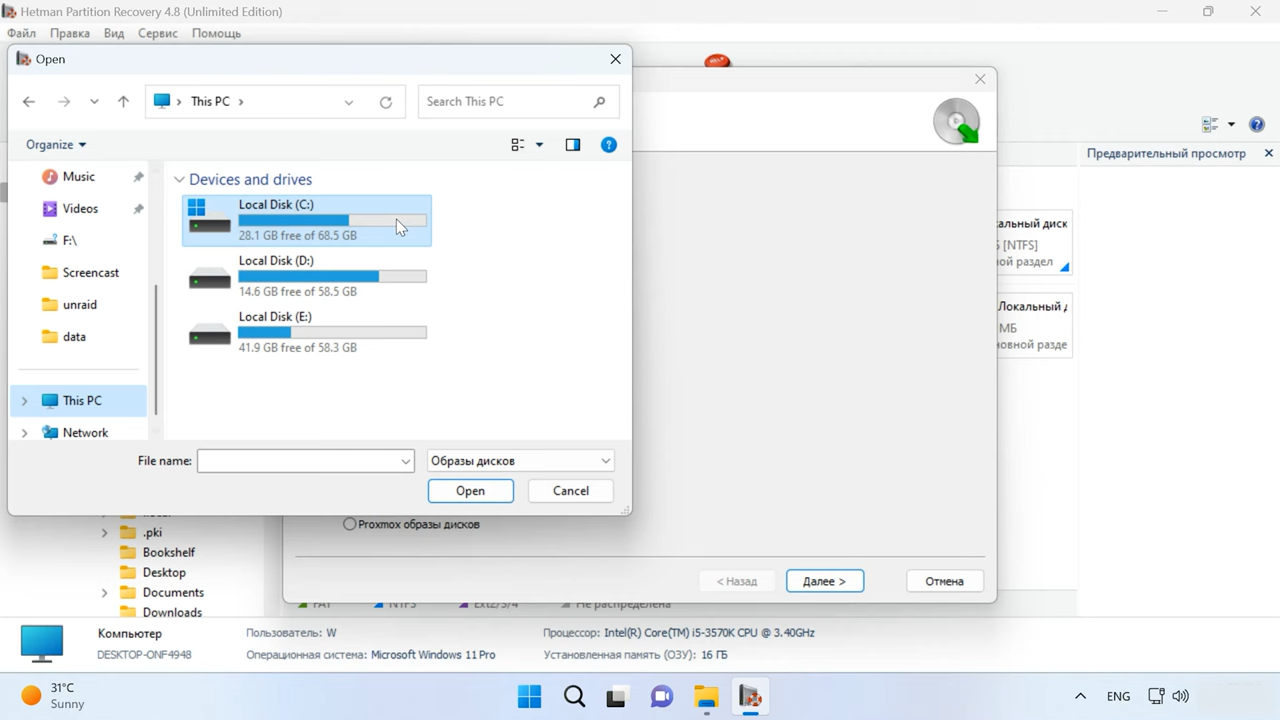 Hetman Partition Recovery 4.8 (Unlimited Edition)
Файл Правка Вид Сервис Помощь
Open
This PC
Search This PC
Organize
Предварительный просмотр
Music
Videos
F:\
Screencast
unraid
data
This PC
Network
Devices and drives
Local Disk (C:)
28.1 GB free of 68.5 GB
Local Disk (D:)
14.6 GB free of 58.5 GB
Local Disk (E:)
41.9 GB free of 58.3 GB
File name:
Образы дисков
Open Cancel
[NTFS]
Локальный
МБ
Proxmox образы дисков
< Назад Далее > Отмена
.pki
Bookshelf
Desktop
Documents
Downloads
FAT NTFS Ext2/3/4 Не распределена
Компьютер
DESKTOP-ONF4948
Пользователь: W
Операционная система: Microsoft Windows 11 Pro
Процессор: Intel(R) Core(TM) i5-3570K CPU @ 3.40GHz
Установленная память (ОЗУ): 16 ГБ
31°C
Sunny
ENG